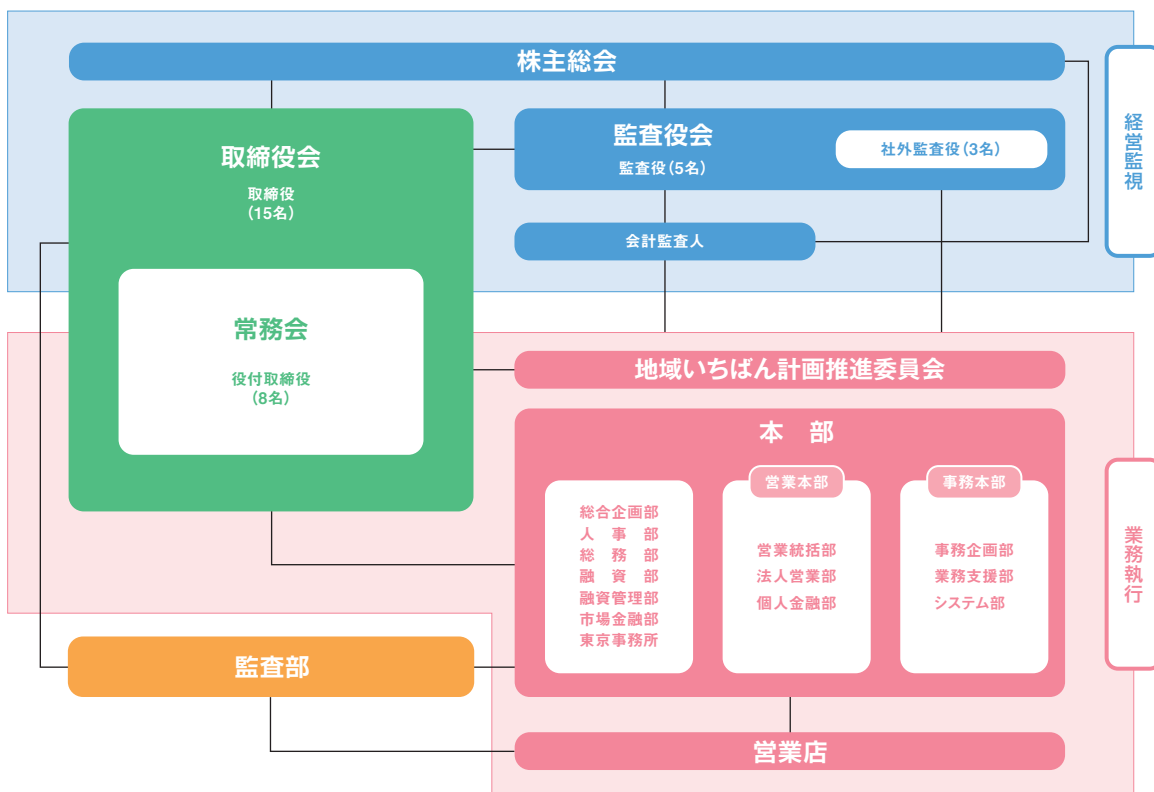 株主総会
経営監視
取締役会
取締役
(15名)
監査役会
監査役(5名)
社外監査役(3名)
会計監査人
常務会
役付取締役
(8名)
業務執行
地域いちばん計画推進委員会
本 部
総合企画部
人 事 部
総 務 部
融 資 部
融資管理部
市場金融部
東京事務所
営業本部
営業統括部
法人営業部
個人金融部
事務本部
事務企画部
業務支援部
システム部
監査部
営業店